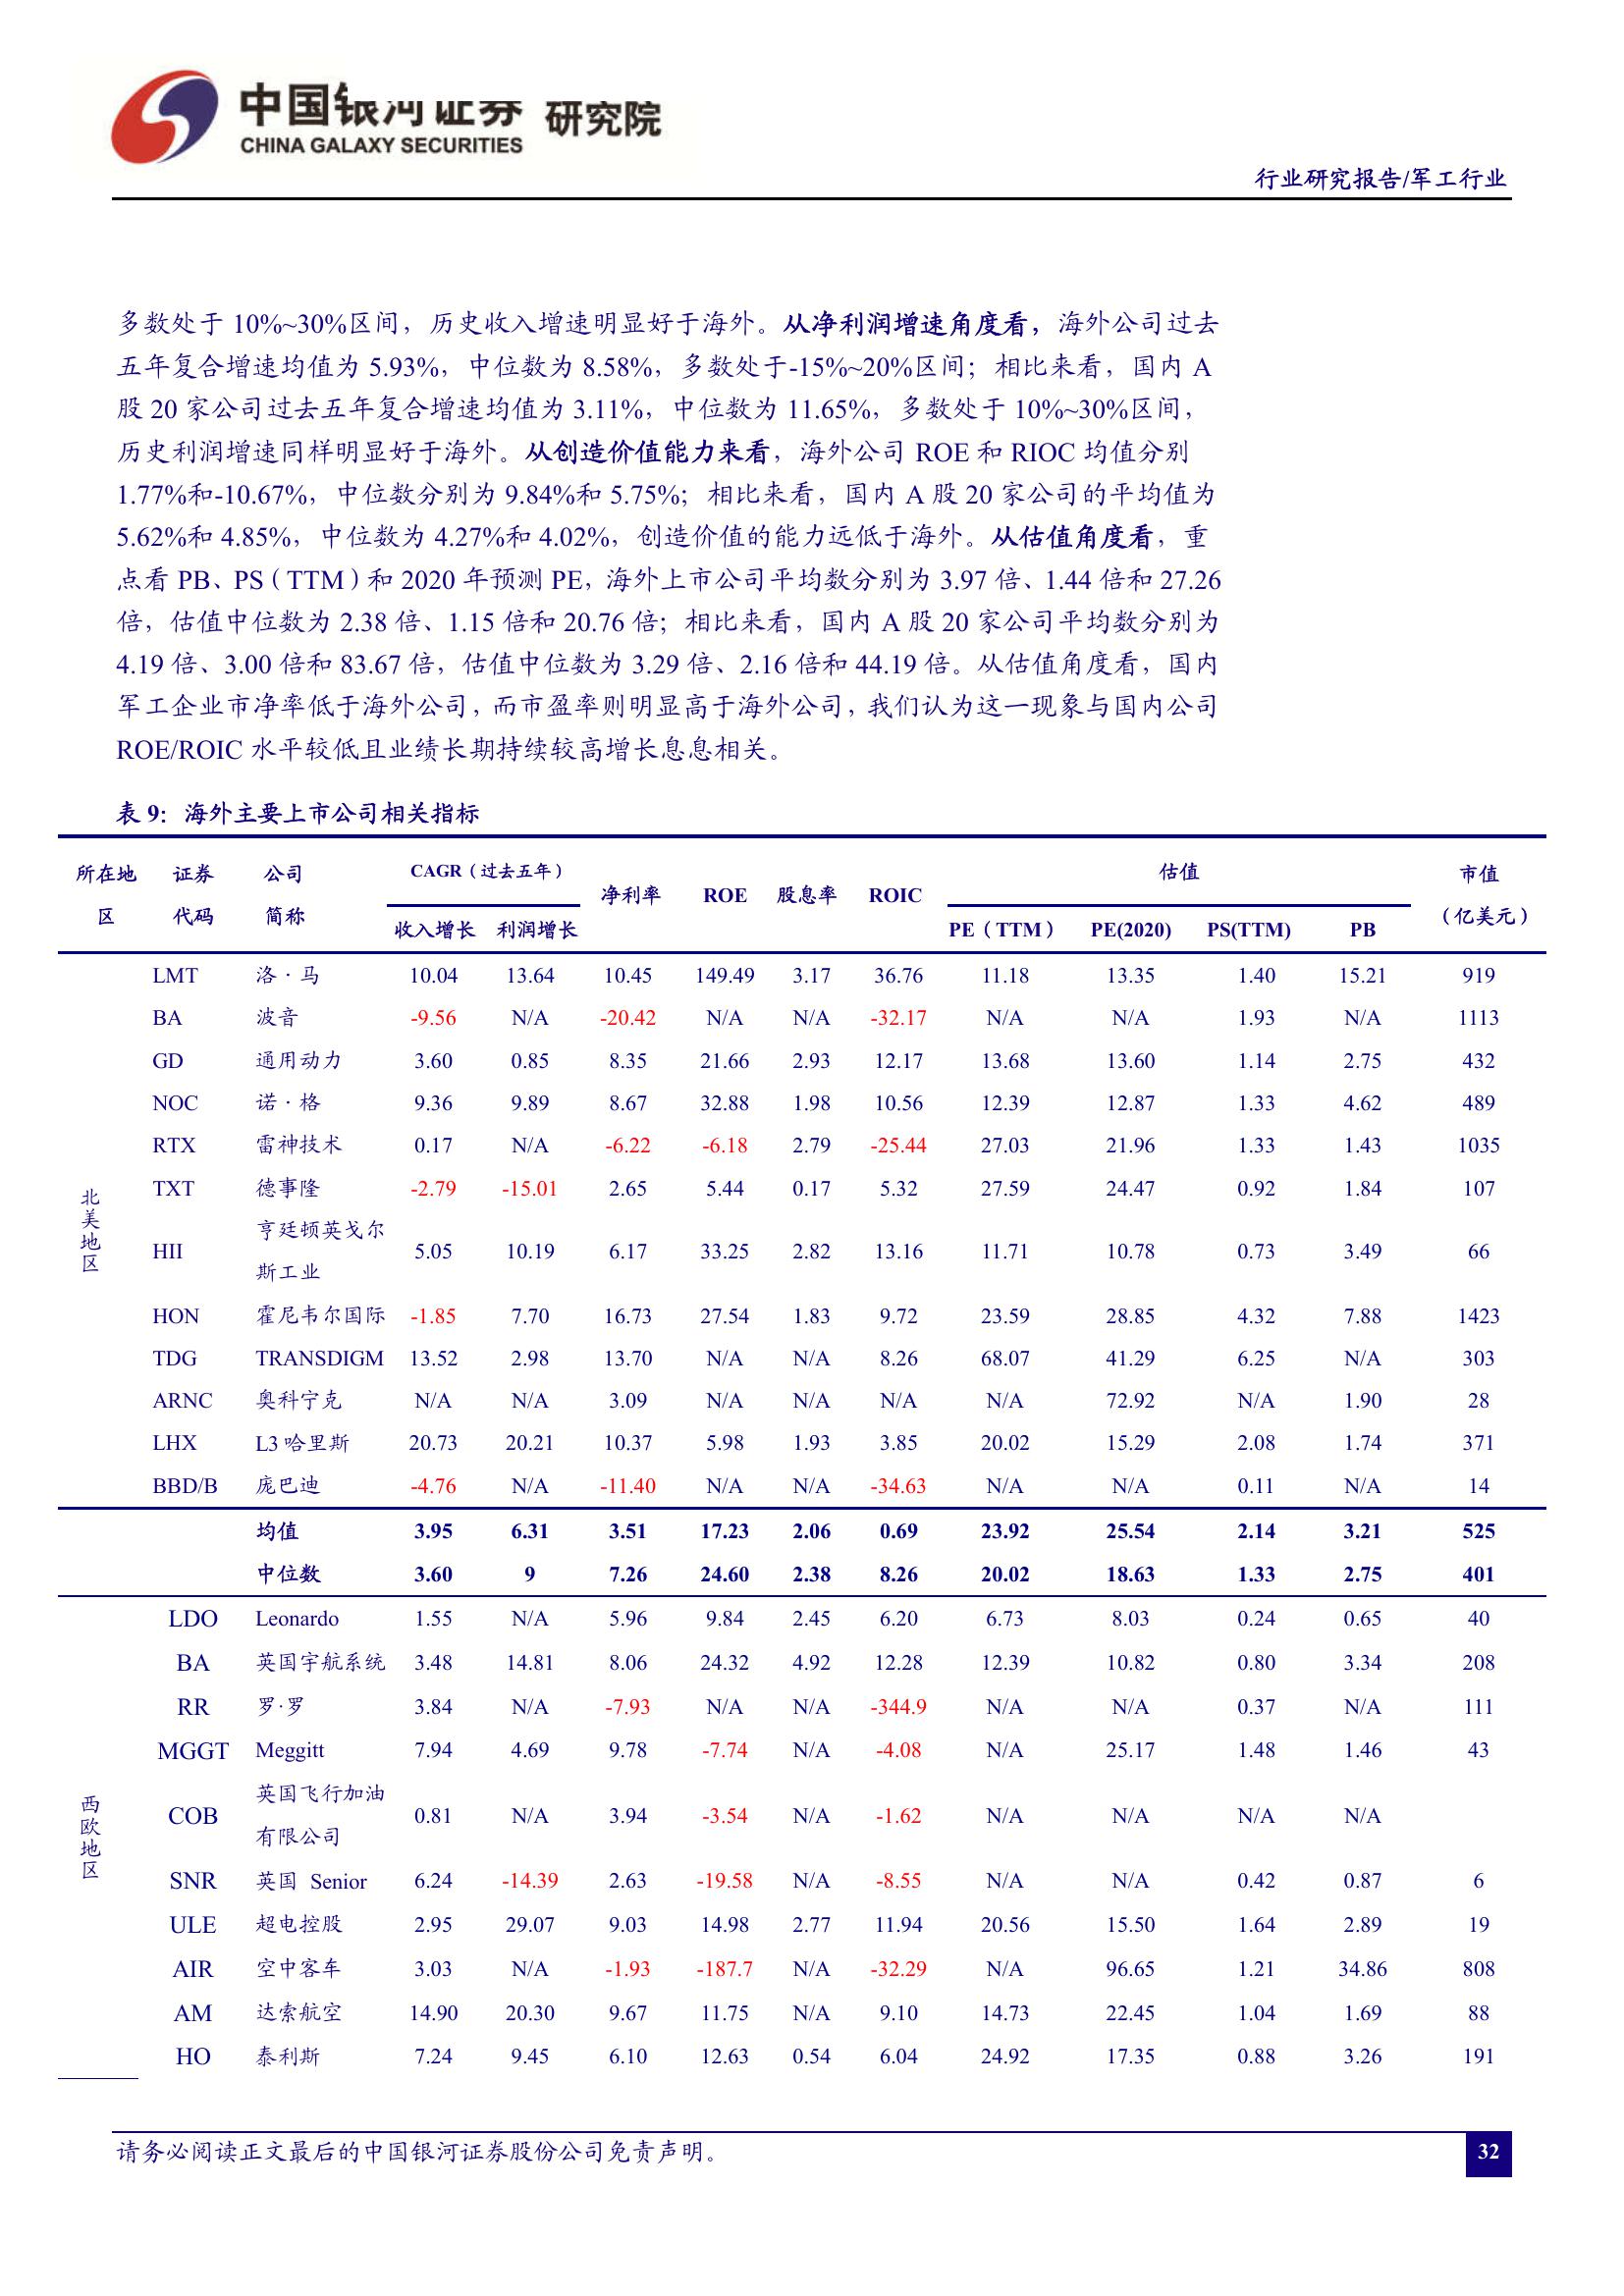 中国银河证券 研究院
CHINA GALAXY SECURITIES
行业研究报告/军工行业
多数处于 10%~30%区间，历史收入增速明显好于海外。从净利润增速角度看，海外公司过去
五年复合增速均值为 5.93%，中位数为 8.58%，多数处于-15%~20%区间；相比来看，国内 A
股 20 家公司过去五年复合增速均值为 3.11%，中位数为 11.65%，多数处于 10%~30%区间，
历史利润增速同样明显好于海外。从创造价值能力来看，海外公司 ROE 和 RIOC 均值分别
1.77%和-10.67%，中位数分别为 9.84%和 5.75%；相比来看，国内 A 股 20 家公司的平均值为
5.62%和 4.85%，中位数为 4.27%和 4.02%，创造价值的能力远低于海外。从估值角度看，重
点看 PB、PS（TTM）和 2020 年预测 PE，海外上市公司平均数分别为 3.97 倍、1.44 倍和 27.26
倍，估值中位数为 2.38 倍、1.15 倍和 20.76 倍；相比来看，国内 A 股 20 家公司平均数分别为
4.19 倍、3.00 倍和 83.67 倍，估值中位数为 3.29 倍、2.16 倍和 44.19 倍。从估值角度看，国内
军工企业市净率低于海外公司，而市盈率则明显高于海外公司，我们认为这一现象与国内公司
ROE/ROIC 水平较低且业绩长期持续较高增长息息相关。
表 9：海外主要上市公司相关指标
所在地区 证券代码 公司简称 CAGR（过去五年） 净利率 ROE 股息率 ROIC 估值 市值（亿美元）
收入增长 利润增长 PE（TTM） PE(2020) PS(TTM) PB
北美地区
LMT 洛·马 10.04 13.64 10.45 149.49 3.17 36.76 11.18 13.35 1.40 15.21 919
BA 波音 -9.56 N/A -20.42 N/A N/A -32.17 N/A N/A 1.93 N/A 1113
GD 通用动力 3.60 0.85 8.35 21.66 2.93 12.17 13.68 13.60 1.14 2.75 432
NOC 诺·格 9.36 9.89 8.67 32.88 1.98 10.56 12.39 12.87 1.33 4.62 489
RTX 雷神技术 0.17 N/A -6.22 -6.18 2.79 -25.44 27.03 21.96 1.33 1.43 1035
TXT 德事隆 -2.79 -15.01 2.65 5.44 0.17 5.32 27.59 24.47 0.92 1.84 107
HII 亨廷顿英戈尔斯工业 5.05 10.19 6.17 33.25 2.82 13.16 11.71 10.78 0.73 3.49 66
HON 霍尼韦尔国际 -1.85 7.70 16.73 27.54 1.83 9.72 23.59 28.85 4.32 7.88 1423
TDG TRANSDIGM 13.52 2.98 13.70 N/A N/A 8.26 68.07 41.29 6.25 N/A 303
ARNC 奥科宁克 N/A N/A 3.09 N/A N/A N/A N/A 72.92 N/A 1.90 28
LHX L3 哈里斯 20.73 20.21 10.37 5.98 1.93 3.85 20.02 15.29 2.08 1.74 371
BBD/B 庞巴迪 -4.76 N/A -11.40 N/A N/A -34.63 N/A N/A 0.11 N/A 14
均值 3.95 6.31 3.51 17.23 2.06 0.69 23.92 25.54 2.14 3.21 525
中位数 3.60 9 7.26 24.60 2.38 8.26 20.02 18.63 1.33 2.75 401
西欧地区
LDO Leonardo 1.55 N/A 5.96 9.84 2.45 6.20 6.73 8.03 0.24 0.65 40
BA 英国宇航系统 3.48 14.81 8.06 24.32 4.92 12.28 12.39 10.82 0.80 3.34 208
RR 罗·罗 3.84 N/A -7.93 N/A N/A -344.9 N/A N/A 0.37 N/A 111
MGGT Meggitt 7.94 4.69 9.78 -7.74 N/A -4.08 N/A 25.17 1.48 1.46 43
COB 英国飞行加油有限公司 0.81 N/A 3.94 -3.54 N/A -1.62 N/A N/A N/A N/A
SNR 英国 Senior 6.24 -14.39 2.63 -19.58 N/A -8.55 N/A N/A 0.42 0.87 6
ULE 超电控股 2.95 29.07 9.03 14.98 2.77 11.94 20.56 15.50 1.64 2.89 19
AIR 空中客车 3.03 N/A -1.93 -187.7 N/A -32.29 N/A 96.65 1.21 34.86 808
AM 达索航空 14.90 20.30 9.67 11.75 N/A 9.10 14.73 22.45 1.04 1.69 88
HO 泰利斯 7.24 9.45 6.10 12.63 0.54 6.04 24.92 17.35 0.88 3.26 191
请务必阅读正文最后的中国银河证券股份公司免责声明。
32